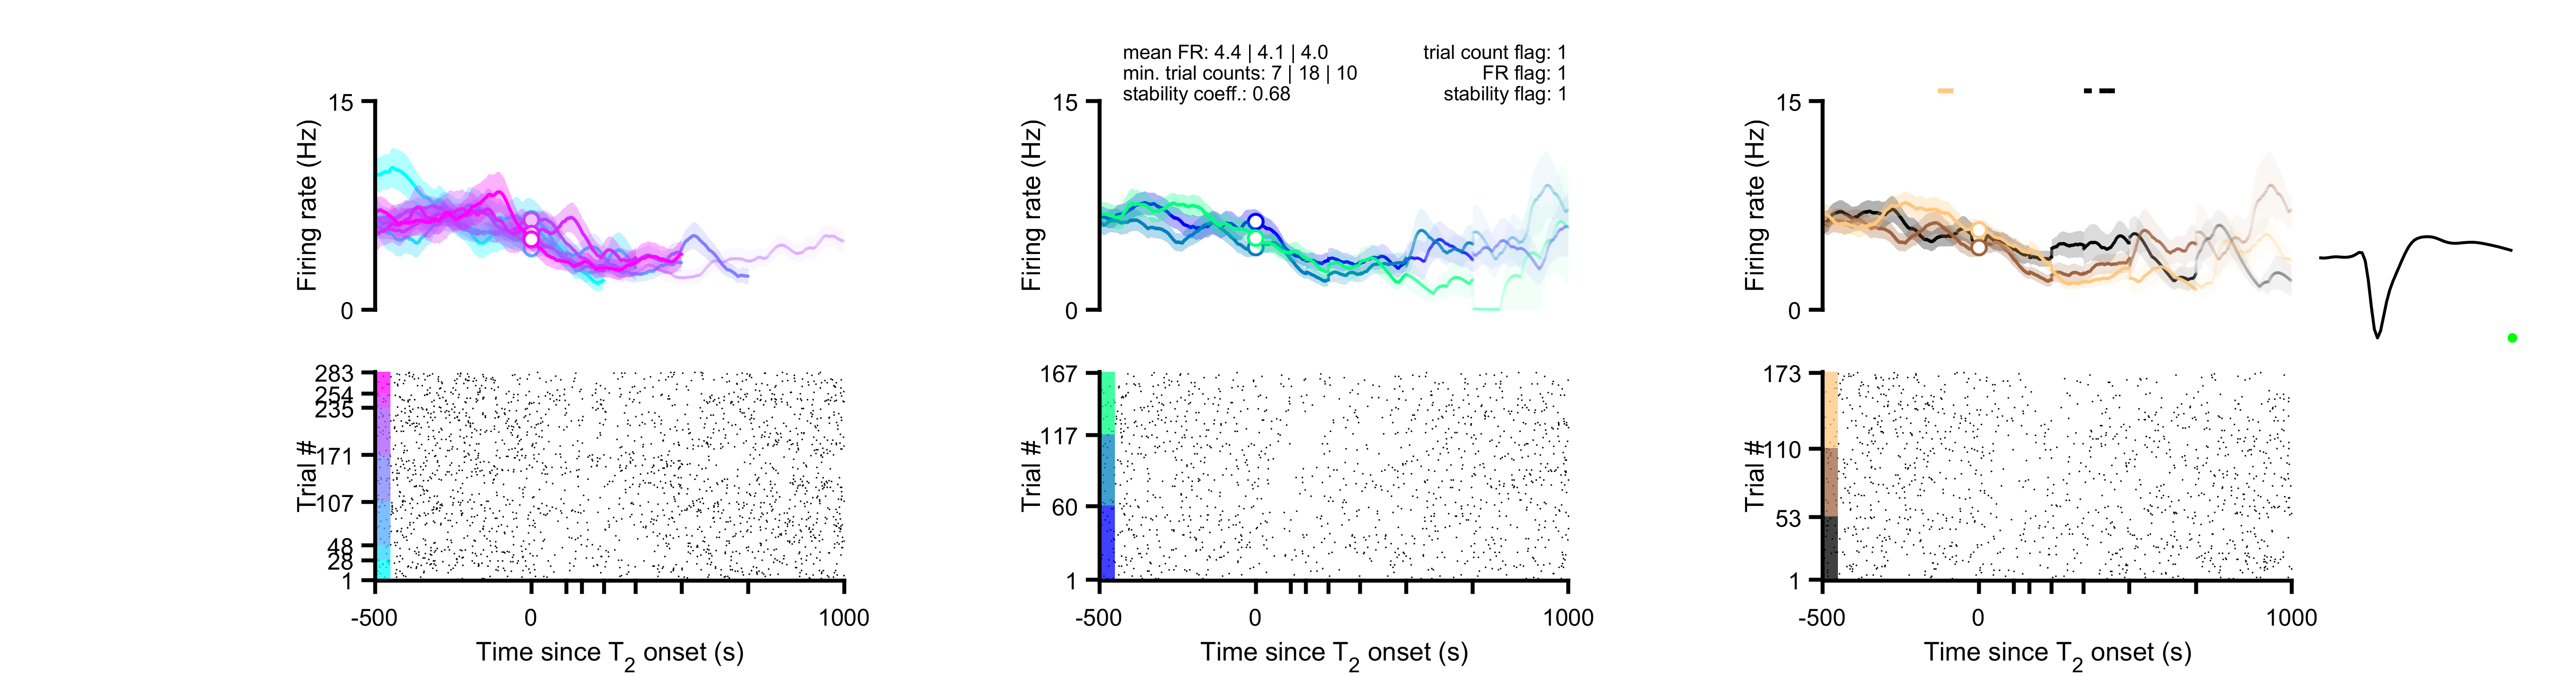 mean FR: 4.4 | 4.1 | 4.0
min. trial counts: 7 | 18 | 10
stability coeff.: 0.68
trial count flag: 1
FR flag: 1
stability flag: 1
15
0
Firing rate (Hz)
283
254
235
171
107
48
28
1
Trial #
-500
0
1000
Time since T2 onset (s)
15
0
Firing rate (Hz)
167
117
60
1
Trial #
-500
0
1000
Time since T2 onset (s)
15
0
Firing rate (Hz)
173
110
53
1
Trial #
-500
0
1000
Time since T2 onset (s)